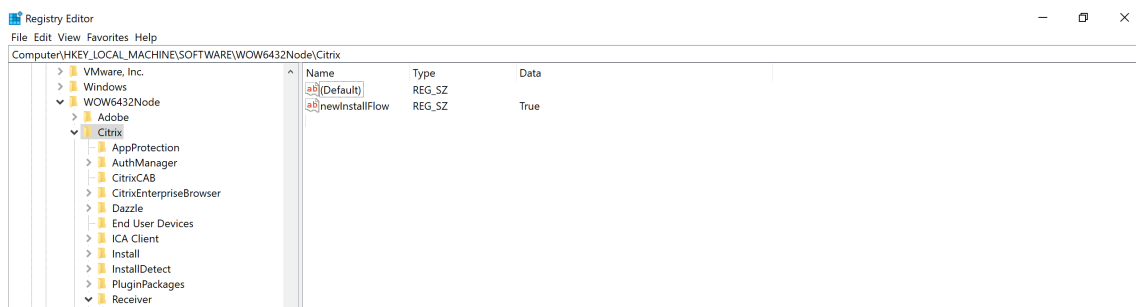 Registry Editor
File Edit View Favorites Help
Computer\HKEY_LOCAL_MACHINE\SOFTWARE\WOW6432Node\Citrix
VMware, Inc.
Windows
WOW6432Node
Adobe
Citrix
AppProtection
AuthManager
CitrixCAB
CitrixEnterpriseBrowser
Dazzle
End User Devices
ICA Client
Install
InstallDetect
PluginPackages
Receiver
Name Type Data
ab (Default) REG_SZ
ab newInstallFlow REG_SZ True